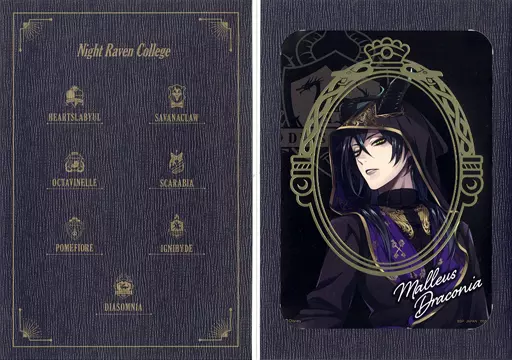 Night Raven College
HEARTSLABYUL
SAVANACLAW
OCTAVINELLE
SCARABIA
POMEFIORE
IGNIHYDE
DIASOMNIA
Malleus
Draconia